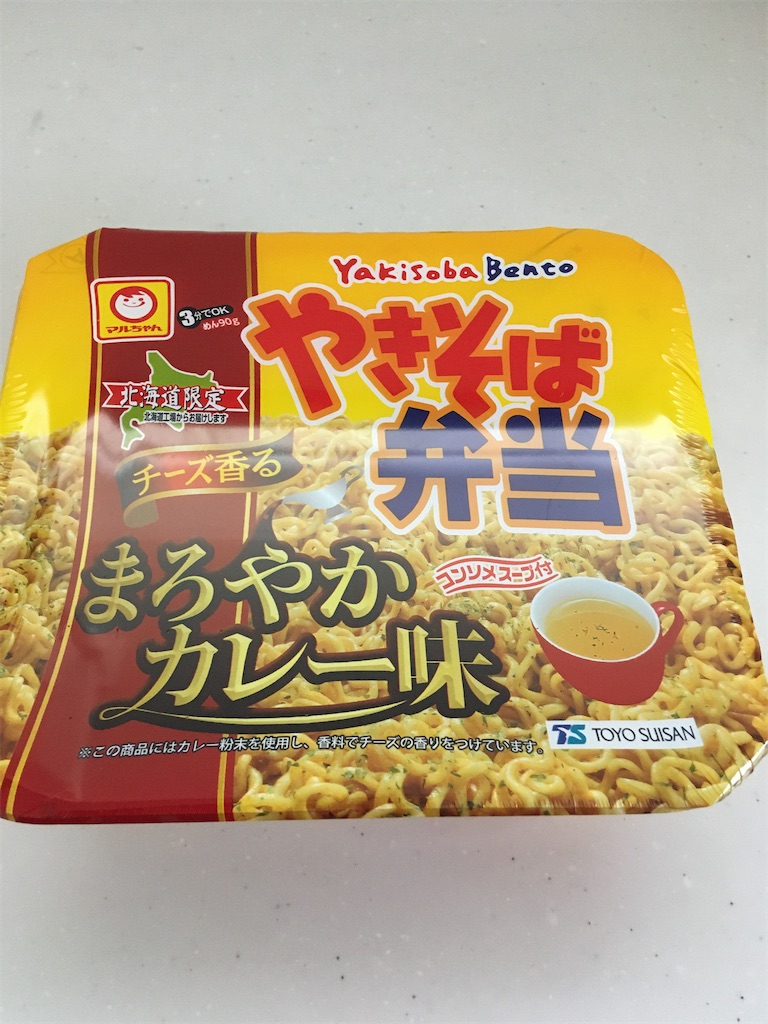 Yakisoba Bento
マルちゃん
3分でOK
めん90g
やきそば
弁当
北海道限定
北海道工場からお届けします
チーズ香る
まろやか
カレー味
コンソメスープ付
TS TOYO SUISAN
※この商品にはカレー粉末を使用し、香料でチーズの香りをつけています。